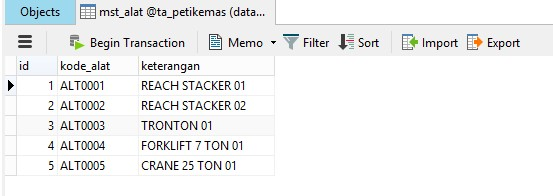 Objects mst_alat @ta_petikemas (data...
Begin Transaction Memo Filter Sort Import Export
id kode_alat keterangan
1 ALT0001 REACH STACKER 01
2 ALT0002 REACH STACKER 02
3 ALT0003 TRONTON 01
4 ALT0004 FORKLIFT 7 TON 01
5 ALT0005 CRANE 25 TON 01